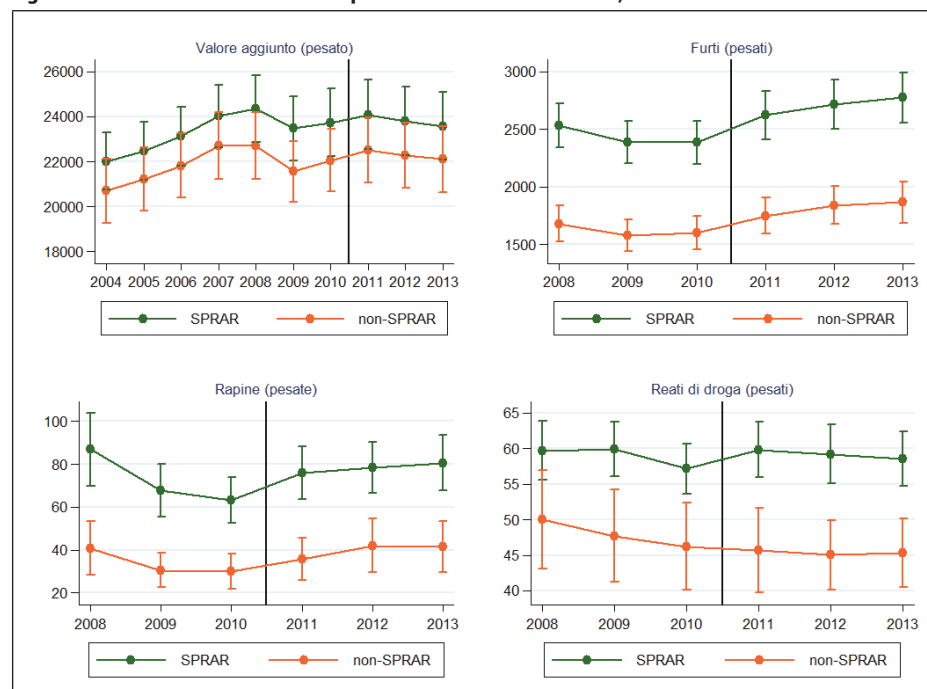 Valore aggiunto (pesato)
26000
24000
22000
20000
18000
2004 2005 2006 2007 2008 2009 2010 2011 2012 2013
SPRAR non-SPRAR
Furti (pesati)
3000
2500
2000
1500
2008 2009 2010 2011 2012 2013
SPRAR non-SPRAR
Rapine (pesate)
100
80
60
40
20
2008 2009 2010 2011 2012 2013
SPRAR non-SPRAR
Reati di droga (pesati)
65
60
55
50
45
40
2008 2009 2010 2011 2012 2013
SPRAR non-SPRAR